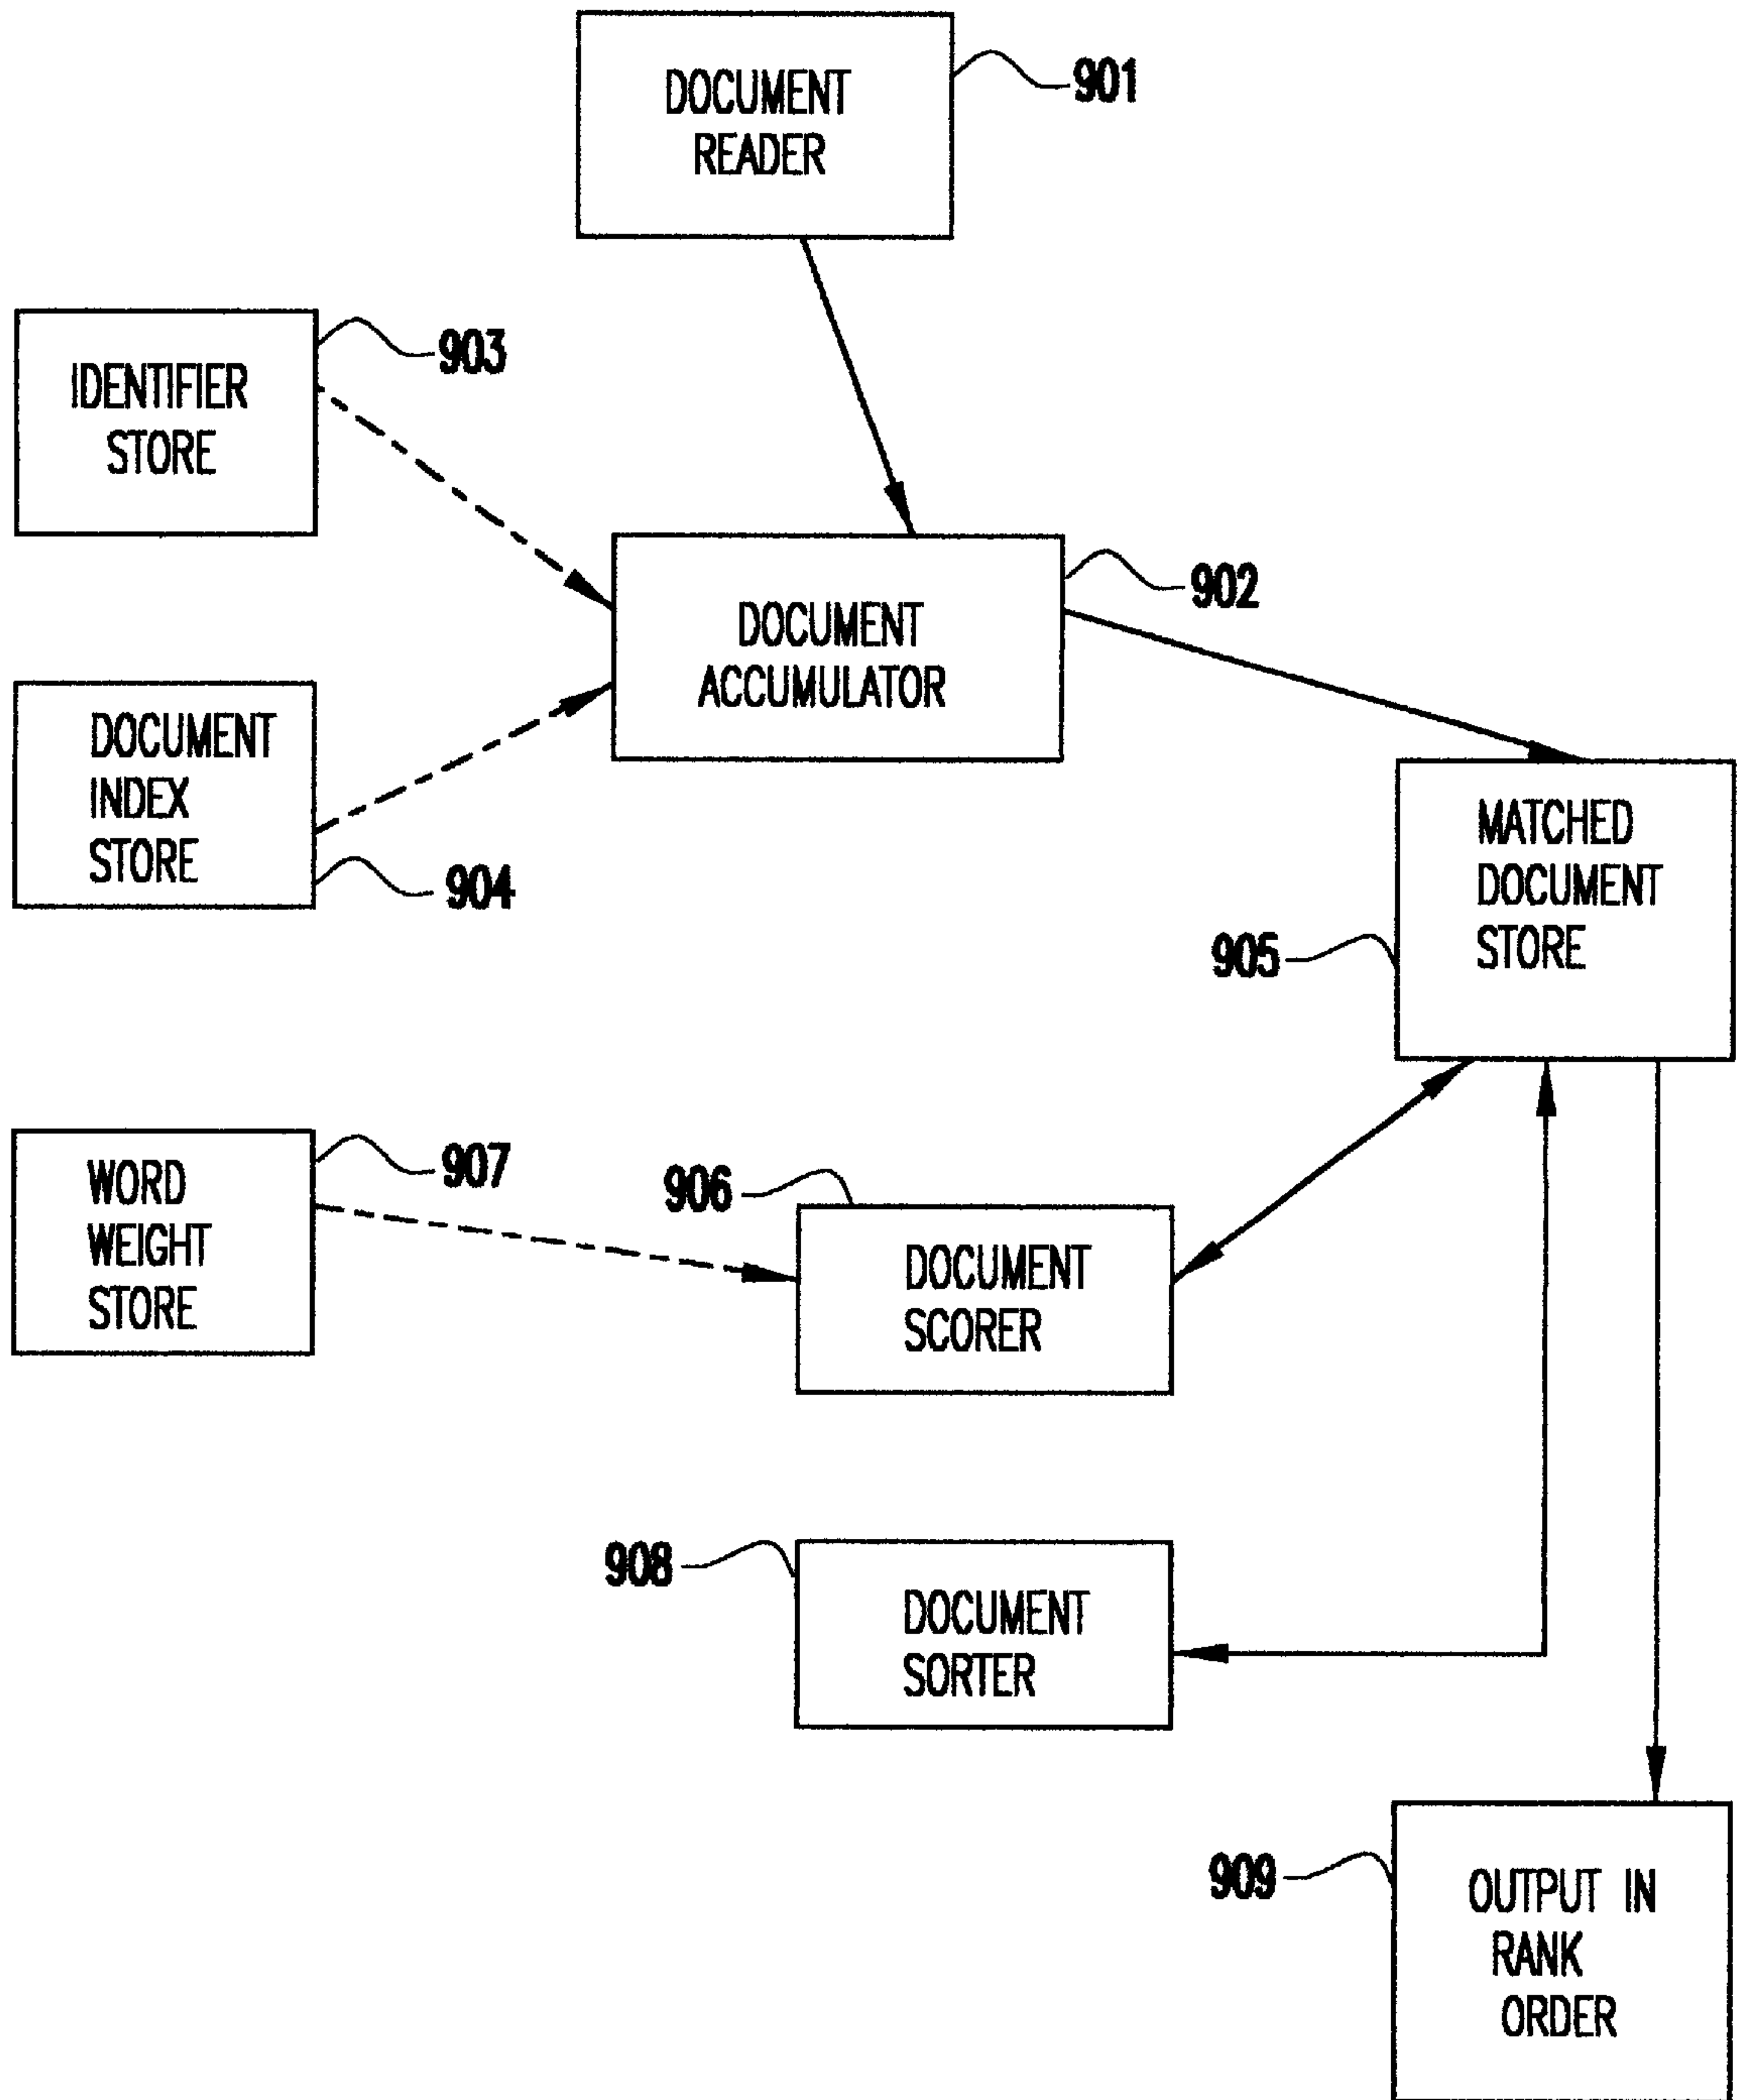 DOCUMENT
READER
901
IDENTIFIER
STORE
903
DOCUMENT
ACCUMULATOR
902
DOCUMENT
INDEX
STORE
904
MATCHED
DOCUMENT
STORE
905
WORD
WEIGHT
STORE
907
906
DOCUMENT
SCORER
908
DOCUMENT
SORTER
909
OUTPUT IN
RANK
ORDER